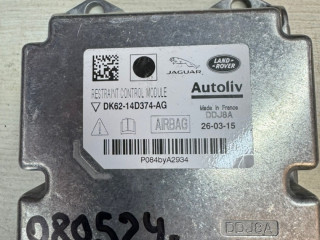 JAGUAR
LAND ROVER
RESTRAINT CONTROL MODULE
DK62-14D374-AG
Autoliv
Made in France
DDJ8A
AIRBAG
26-03-15
P084byA2934
080524.
DDJCA